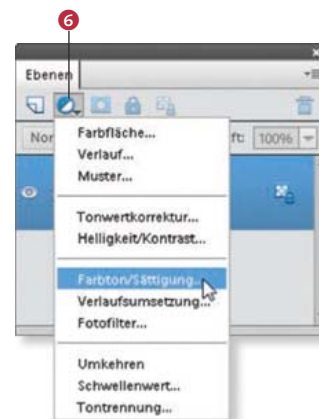 6
Ebenen
Nor
ft: 100%
Farbfläche...
Verlauf...
Muster...
Tonwertkorrektur...
Helligkeit/Kontrast...
Farbton/Sättigung...
Verlaufsumsetzung...
Fotofilter...
Umkehren
Schwellenwert...
Tontrennung...